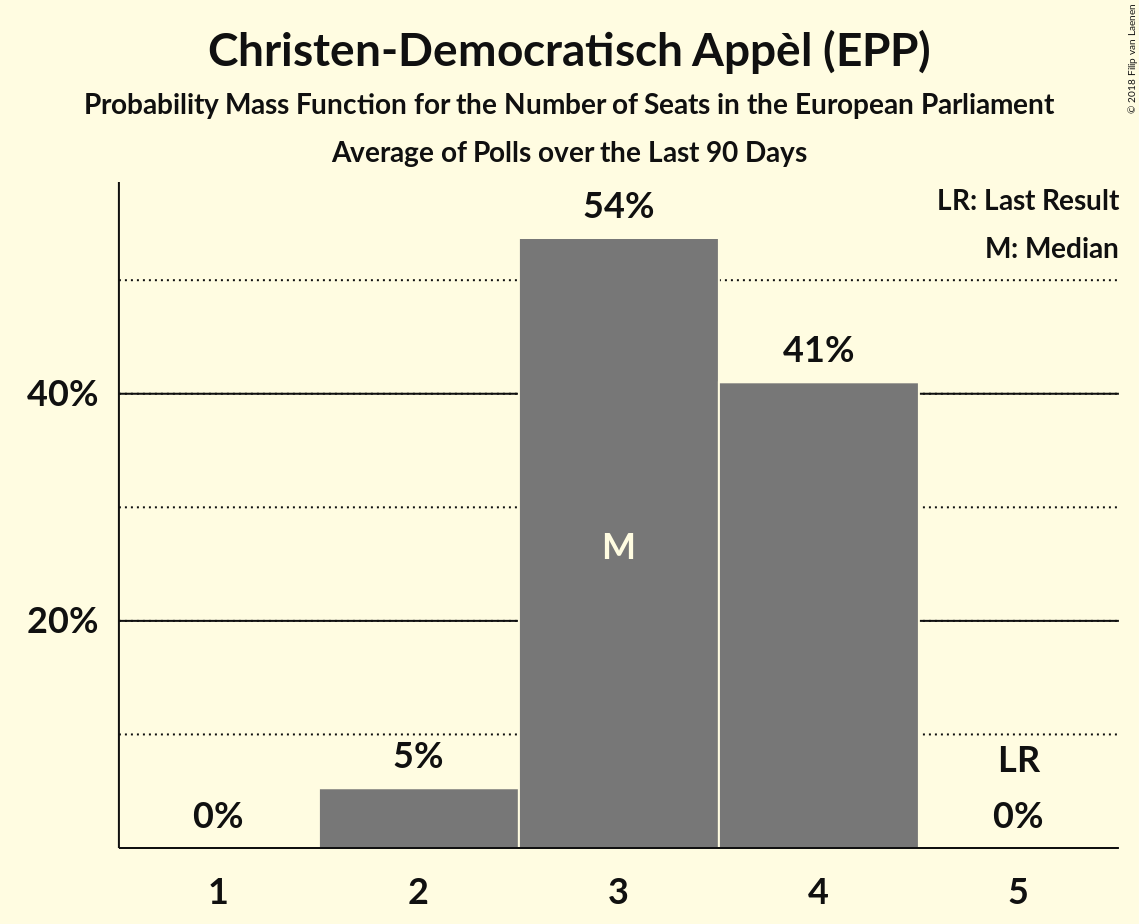 Christen-Democratisch Appèl (EPP)
Probability Mass Function for the Number of Seats in the European Parliament
Average of Polls over the Last 90 Days
© 2018 Filip van Laenen
LR: Last Result
M: Median
54%
41%
40%
M
20%
5%
LR
0%
0%
1 2 3 4 5